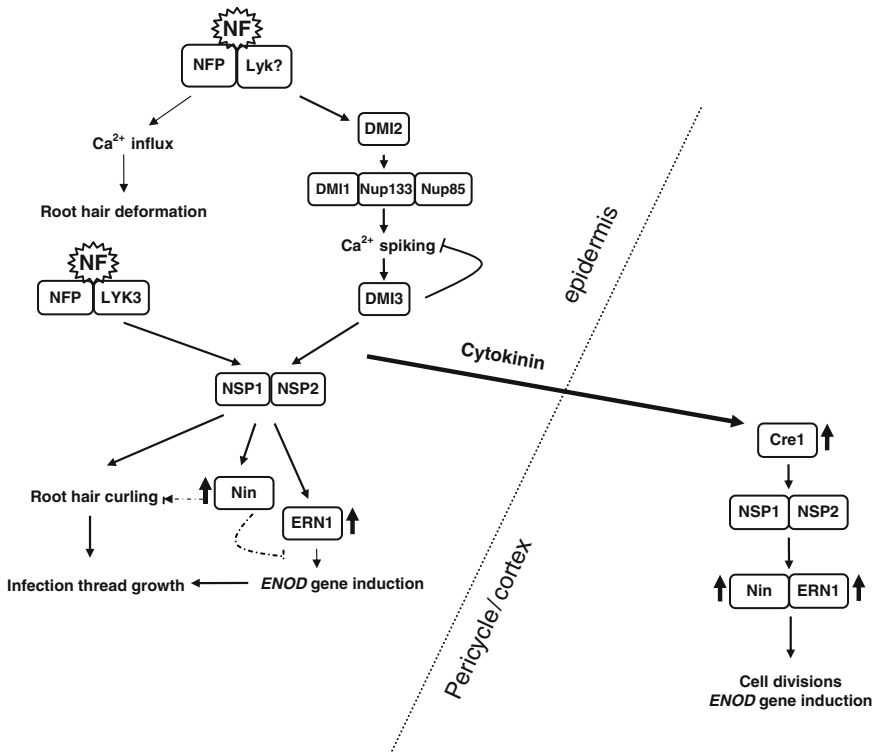 NF
NFP Lyk?
DMI2
Ca²⁺ influx
DMI1 Nup133 Nup85
Root hair deformation
Ca²⁺ spiking
epidermis
NF
NFP LYK3
DMI3
Cytokinin
NSP1 NSP2
Cre1
Root hair curling
Nin
NSP1 NSP2
ERN1
Infection thread growth
ENOD gene induction
Pericycle/cortex
Nin ERN1
Cell divisions
ENOD gene induction